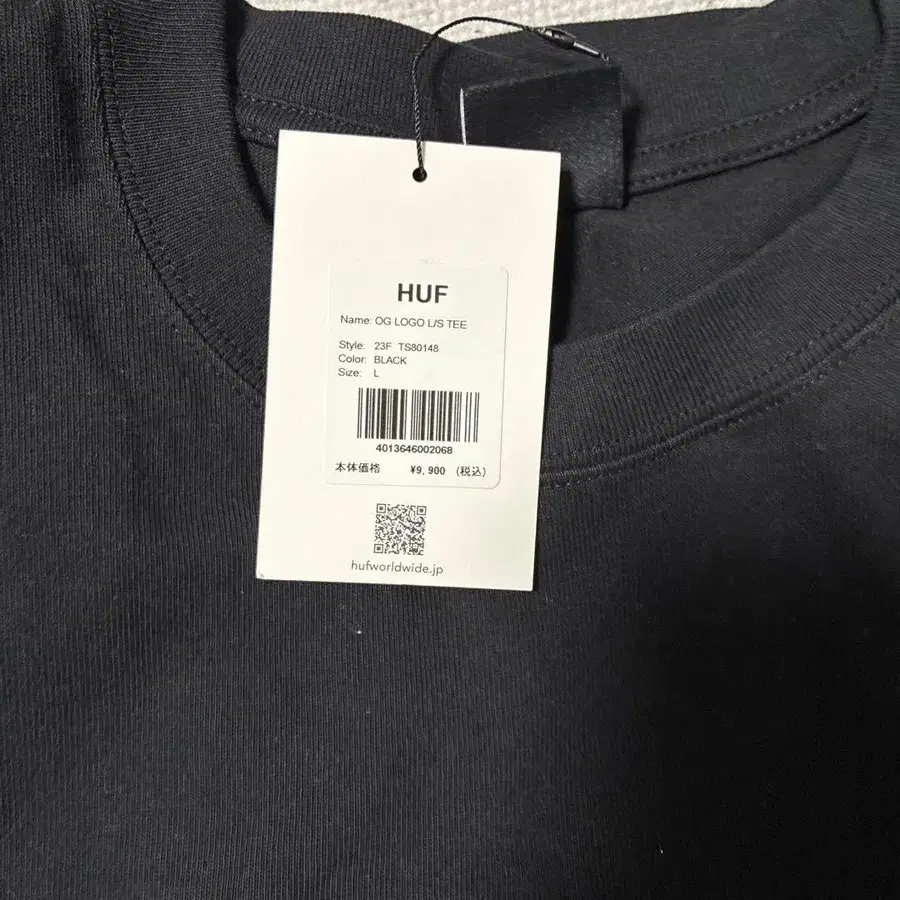 HUF
Name: OG LOGO L/S TEE
Style: 23F TS80148
Color: BLACK
Size: L
4013646002068
本体価格 ¥9,900 (税込)
hufworldwide.jp